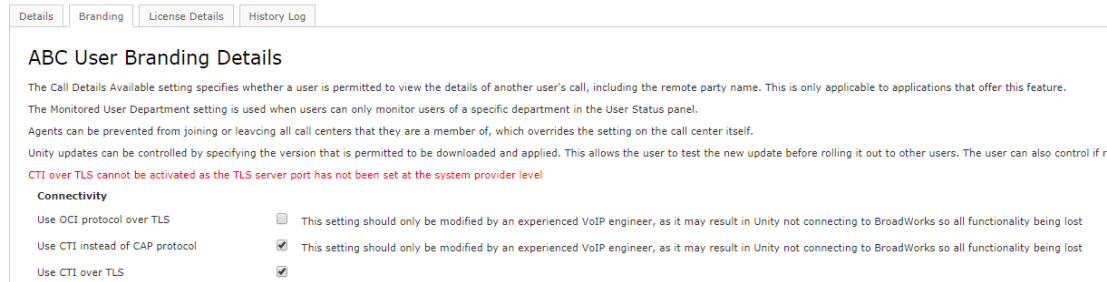 Details Branding License Details History Log
ABC User Branding Details
The Call Details Available setting specifies whether a user is permitted to view the details of another user's call, including the remote party name. This is only applicable to applications that offer this feature.
The Monitored User Department setting is used when users can only monitor users of a specific department in the User Status panel.
Agents can be prevented from joining or leavcing all call centers that they are a member of, which overrides the setting on the call center itself.
Unity updates can be controlled by specifying the version that is permitted to be downloaded and applied. This allows the user to test the new update before rolling it out to other users. The user can also control if
CTI over TLS cannot be activated as the TLS server port has not been set at the system provider level
Connectivity
Use OCI protocol over TLS This setting should only be modified by an experienced VoIP engineer, as it may result in Unity not connecting to BroadWorks so all functionality being lost
Use CTI instead of CAP protocol This setting should only be modified by an experienced VoIP engineer, as it may result in Unity not connecting to BroadWorks so all functionality being lost
Use CTI over TLS